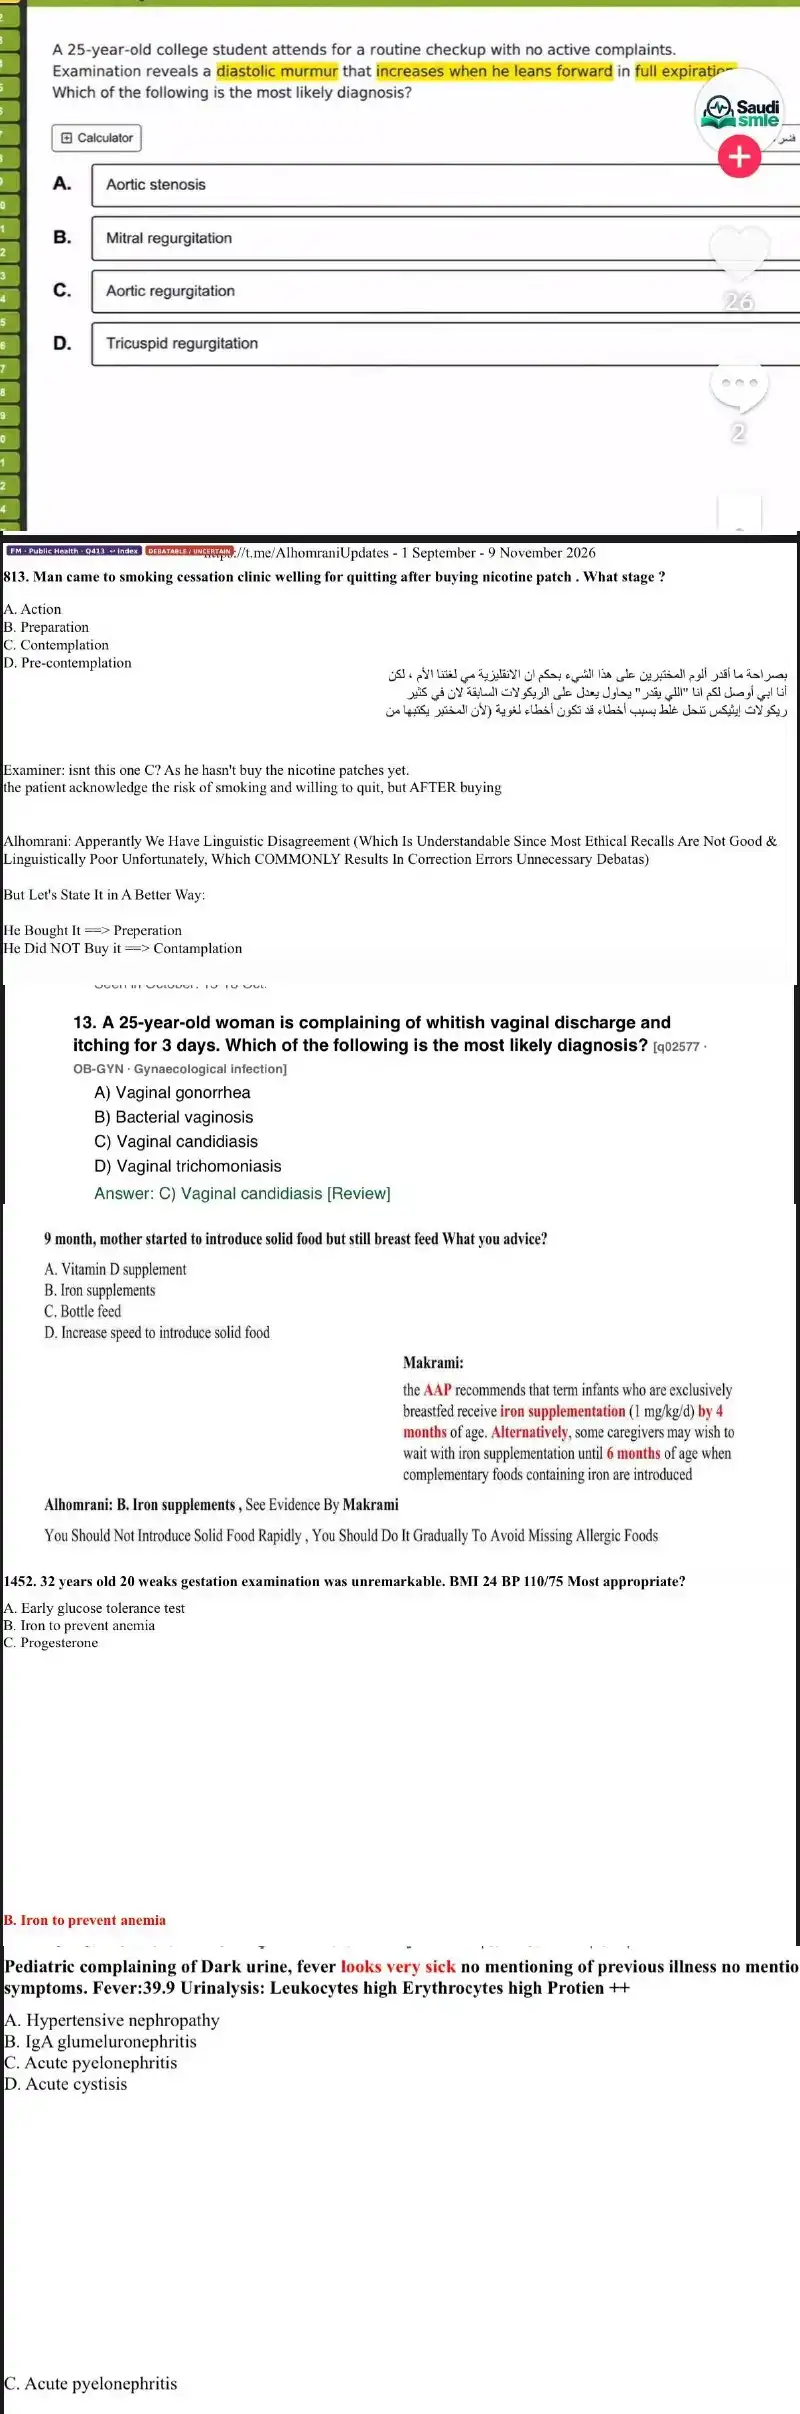 A 25-year-old college student attends for a routine checkup with no active complaints.
Examination reveals a diastolic murmur that increases when he leans forward in full expiration
Which of the following is the most likely diagnosis?
Saudi
smle
Calculator
A. Aortic stenosis
B. Mitral regurgitation
C. Aortic regurgitation
26
D. Tricuspid regurgitation
2
FM - Public Health - Q413 ↩ Index DEBATABLE / UNCERTAIN //t.me/AlhomraniUpdates - 1 September - 9 November 2026
813. Man came to smoking cessation clinic welling for quitting after buying nicotine patch . What stage ?
A. Action
B. Preparation
C. Contemplation
D. Pre-contemplation
بصراحة ما أقدر ألوم المختبرين على هذا الشيء بحكم ان الانقليزية مي لغتنا الأم ، لكن
أنا ابي أوصل لكم انا "اللي يقدر" يحاول يعدل على الريكولات السابقة لان في كثير
ريكولات إيثيكس تنحل غلط بسبب أخطاء قد تكون أخطاء لغوية (لأن المختبر يكتبها من
Examiner: isnt this one C? As he hasn't buy the nicotine patches yet.
the patient acknowledge the risk of smoking and willing to quit, but AFTER buying
Alhomrani: Apperantly We Have Linguistic Disagreement (Which Is Understandable Since Most Ethical Recalls Are Not Good &
Linguistically Poor Unfortunately, Which COMMONLY Results In Correction Errors Unnecessary Debatas)
But Let's State It in A Better Way:
He Bought It ==> Preperation
He Did NOT Buy it ==> Contamplation
13. A 25-year-old woman is complaining of whitish vaginal discharge and
itching for 3 days. Which of the following is the most likely diagnosis? [q02577 ·
OB-GYN · Gynaecological infection]
A) Vaginal gonorrhea
B) Bacterial vaginosis
C) Vaginal candidiasis
D) Vaginal trichomoniasis
Answer: C) Vaginal candidiasis [Review]
9 month, mother started to introduce solid food but still breast feed What you advice?
A. Vitamin D supplement
B. Iron supplements
C. Bottle feed
D. Increase speed to introduce solid food
Makrami:
the AAP recommends that term infants who are exclusively
breastfed receive iron supplementation (1 mg/kg/d) by 4
months of age. Alternatively, some caregivers may wish to
wait with iron supplementation until 6 months of age when
complementary foods containing iron are introduced
Alhomrani: B. Iron supplements , See Evidence By Makrami
You Should Not Introduce Solid Food Rapidly , You Should Do It Gradually To Avoid Missing Allergic Foods
1452. 32 years old 20 weaks gestation examination was unremarkable. BMI 24 BP 110/75 Most appropriate?
A. Early glucose tolerance test
B. Iron to prevent anemia
C. Progesterone
B. Iron to prevent anemia
Pediatric complaining of Dark urine, fever looks very sick no mentioning of previous illness no mentio
symptoms. Fever:39.9 Urinalysis: Leukocytes high Erythrocytes high Protien ++
A. Hypertensive nephropathy
B. IgA glumeluronephritis
C. Acute pyelonephritis
D. Acute cystisis
C. Acute pyelonephritis